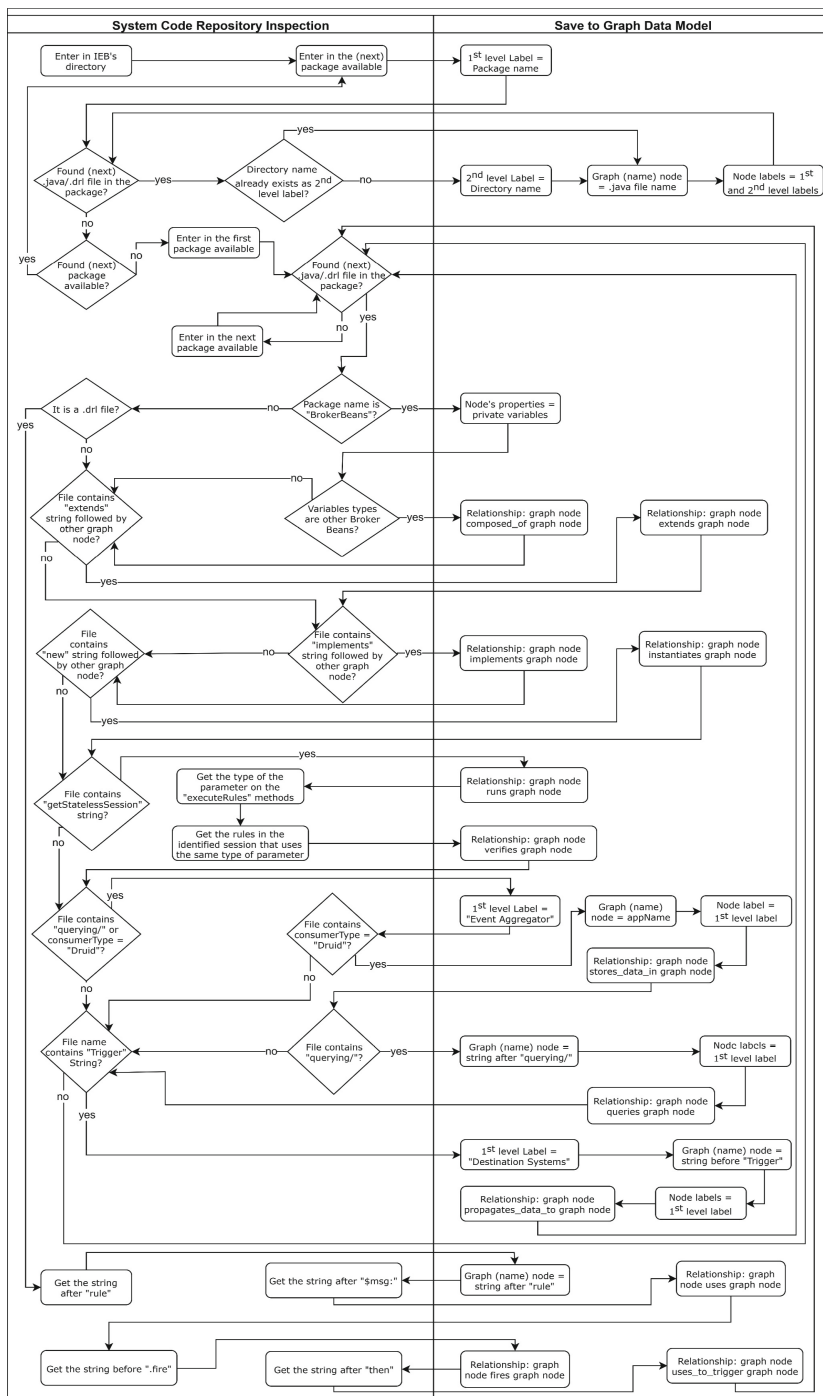 System Code Repository Inspection
Save to Graph Data Model
Enter in IEB's
directory
Enter in the (next)
package available
1st level Label =
Package name
yes
Found (next)
.java/.drl file in the
package?
yes
Directory name
already exists as 2nd
level label?
no
2nd level Label =
Directory name
Graph (name) node
= .java file name
Node labels = 1st
and 2nd level labels
no
yes
Found (next)
package
available?
no
Enter in the first
package available
Found (next)
.java/.drl file in the
package?
yes
no
Enter in the next
package available
It is a .drl file?
yes
no
Package name is
"BrokerBeans"?
yes
Node's properties =
private variables
no
no
File contains
"extends"
string followed by
other graph
node?
Variables types
are other Broker
Beans?
yes
Relationship: graph node
composed_of graph node
Relationship: graph node
extends graph node
no
yes
File
contains
"new" string followed
by other graph
node?
no
File contains
"implements"
string followed by
other graph
node?
yes
Relationship: graph node
implements graph node
Relationship: graph node
instantiates graph node
no
yes
yes
File contains
"getStatelessSession"
string?
Get the type of the
parameter on the
"executeRules" methods
Relationship: graph node
runs graph node
no
Get the rules in the
identified session that uses
the same type of parameter
Relationship: graph node
verifies graph node
yes
File contains
"querying/" or
consumerType =
"Druid"?
File contains
consumerType =
"Druid"?
1st level Label =
"Event Aggregator"
Graph (name)
node = appName
Node label =
1st level label
yes
no
no
Relationship: graph node
stores_data_in graph node
File name
contains "Trigger"
String?
no
File contains
"querying/"?
yes
Graph (name) node =
string after "querying/"
Node labels =
1st level label
no
yes
Relationship: graph node
queries graph node
1st level Label =
"Destination Systems"
Graph (name) node =
string before "Trigger"
Relationship: graph node
propagates_data_to graph node
Node labels =
1st level label
Get the string
after "rule"
Get the string after "$msg:"
Graph (name) node =
string after "rule"
Relationship: graph
node uses graph node
Get the string before ".fire"
Get the string after "then"
Relationship: graph
node fires graph node
Relationship: graph node
uses_to_trigger graph node